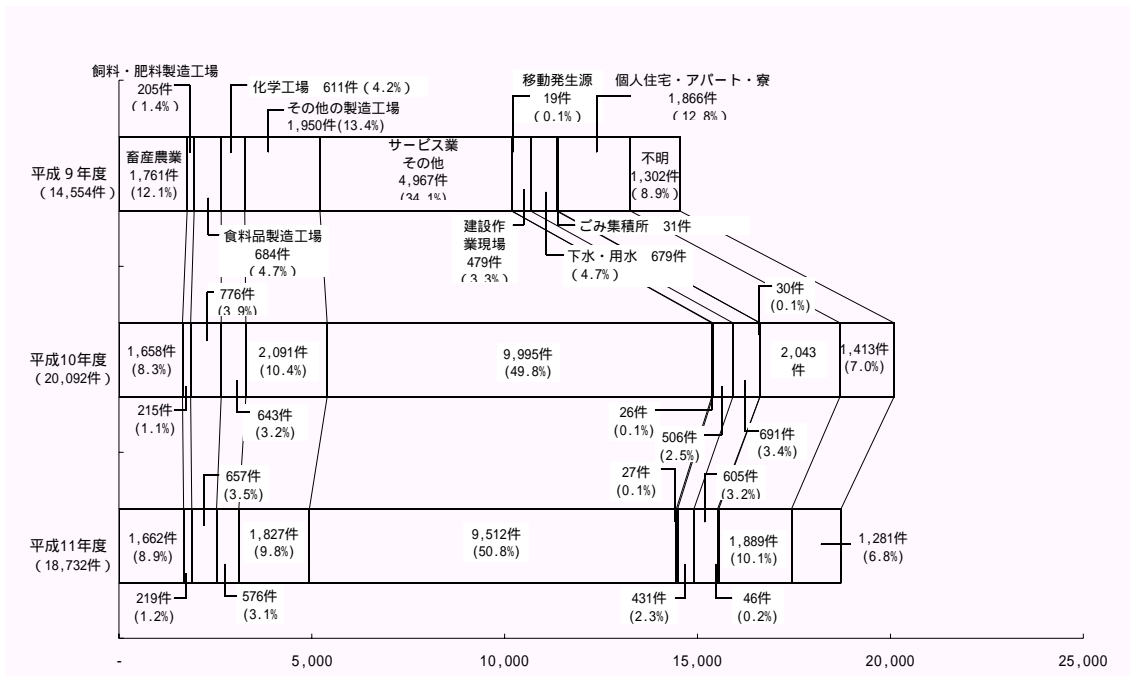 飼料・肥料製造工場
205件
(1.4%)
化学工場 611件(4.2%)
その他の製造工場
1,950件(13.4%)
移動発生源
19件
(0.1%)
個人住宅・アパート・寮
1,866件
(12.8%)
平成9年度
(14,554件)
畜産農業
1,761件
(12.1%)
サービス業
その他
4,967件
(34.1%)
不明
1,302件
(8.9%)
食料品製造工場
684件
(4.7%)
建設作
業現場
479件
(3.3%)
ごみ集積所 31件
下水・用水 679件
(4.7%)
776件
(3.9%)
30件
(0.1%)
平成10年度
(20,092件)
1,658件
(8.3%)
2,091件
(10.4%)
9,995件
(49.8%)
2,043
件
1,413件
(7.0%)
215件
(1.1%)
643件
(3.2%)
26件
(0.1%)
506件
(2.5%)
691件
(3.4%)
657件
(3.5%)
27件
(0.1%)
605件
(3.2%)
平成11年度
(18,732件)
1,662件
(8.9%)
1,827件
(9.8%)
9,512件
(50.8%)
1,889件
(10.1%)
1,281件
(6.8%)
219件
(1.2%)
576件
(3.1%
431件
(2.3%)
46件
(0.2%)
- 5,000 10,000 15,000 20,000 25,000